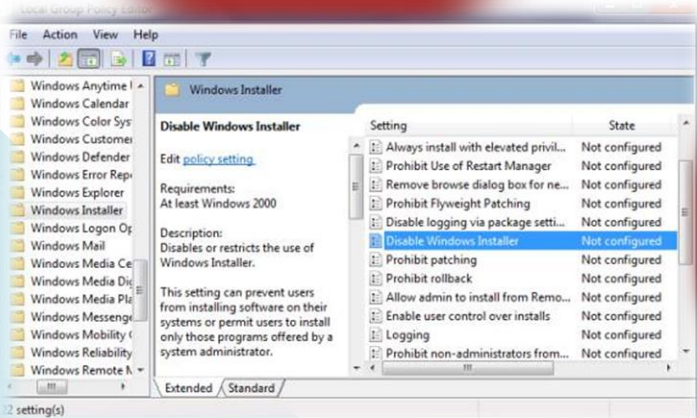 Local Group Policy Editor
File Action View Help
Windows Anytime
Windows Calendar
Windows Color Sys
Windows Customer
Windows Defender
Windows Error Rep
Windows Explorer
Windows Installer
Windows Logon Op
Windows Mail
Windows Media Ce
Windows Media Dig
Windows Media Pla
Windows Messenge
Windows Mobility
Windows Reliability
Windows Remote
Windows Installer
Disable Windows Installer
Edit policy setting
Requirements:
At least Windows 2000
Description:
Disables or restricts the use of
Windows Installer.
This setting can prevent users
from installing software on their
systems or permit users to install
only those programs offered by a
system administrator.
Setting State
Always install with elevated privil... Not configured
Prohibit Use of Restart Manager Not configured
Remove browse dialog box for ne... Not configured
Prohibit Flyweight Patching Not configured
Disable logging via package setti... Not configured
Disable Windows Installer Not configured
Prohibit patching Not configured
Prohibit rollback Not configured
Allow admin to install from Remo... Not configured
Enable user control over installs Not configured
Logging Not configured
Prohibit non-administrators from... Not configured
Extended Standard
22 setting(s)